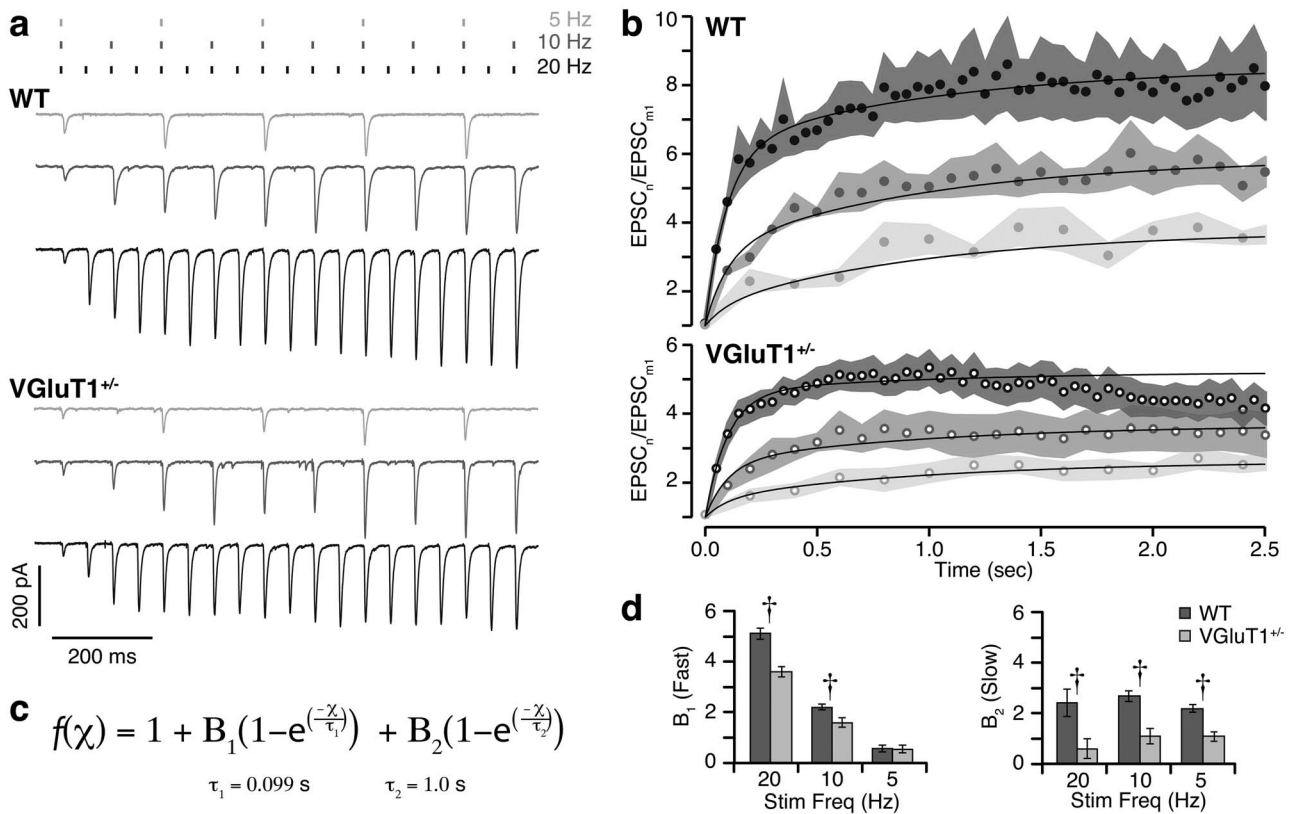 a
5 Hz
10 Hz
20 Hz
WT
VGluT1+/-
200 pA
200 ms
b
WT
10
8
6
4
2
EPSCn/EPSCm1
VGluT1+/-
6
4
2
EPSCn/EPSCm1
0.0 0.5 1.0 1.5 2.0 2.5
Time (sec)
c
f(χ) = 1 + B1(1−e(−χ/τ1)) + B2(1−e(−χ/τ2))
τ1 = 0.099 s τ2 = 1.0 s
d
6
4
2
0
B1 (Fast)
† †
20 10 5
Stim Freq (Hz)
6
4
2
0
B2 (Slow)
† † †
20 10 5
Stim Freq (Hz)
WT
VGluT1+/-